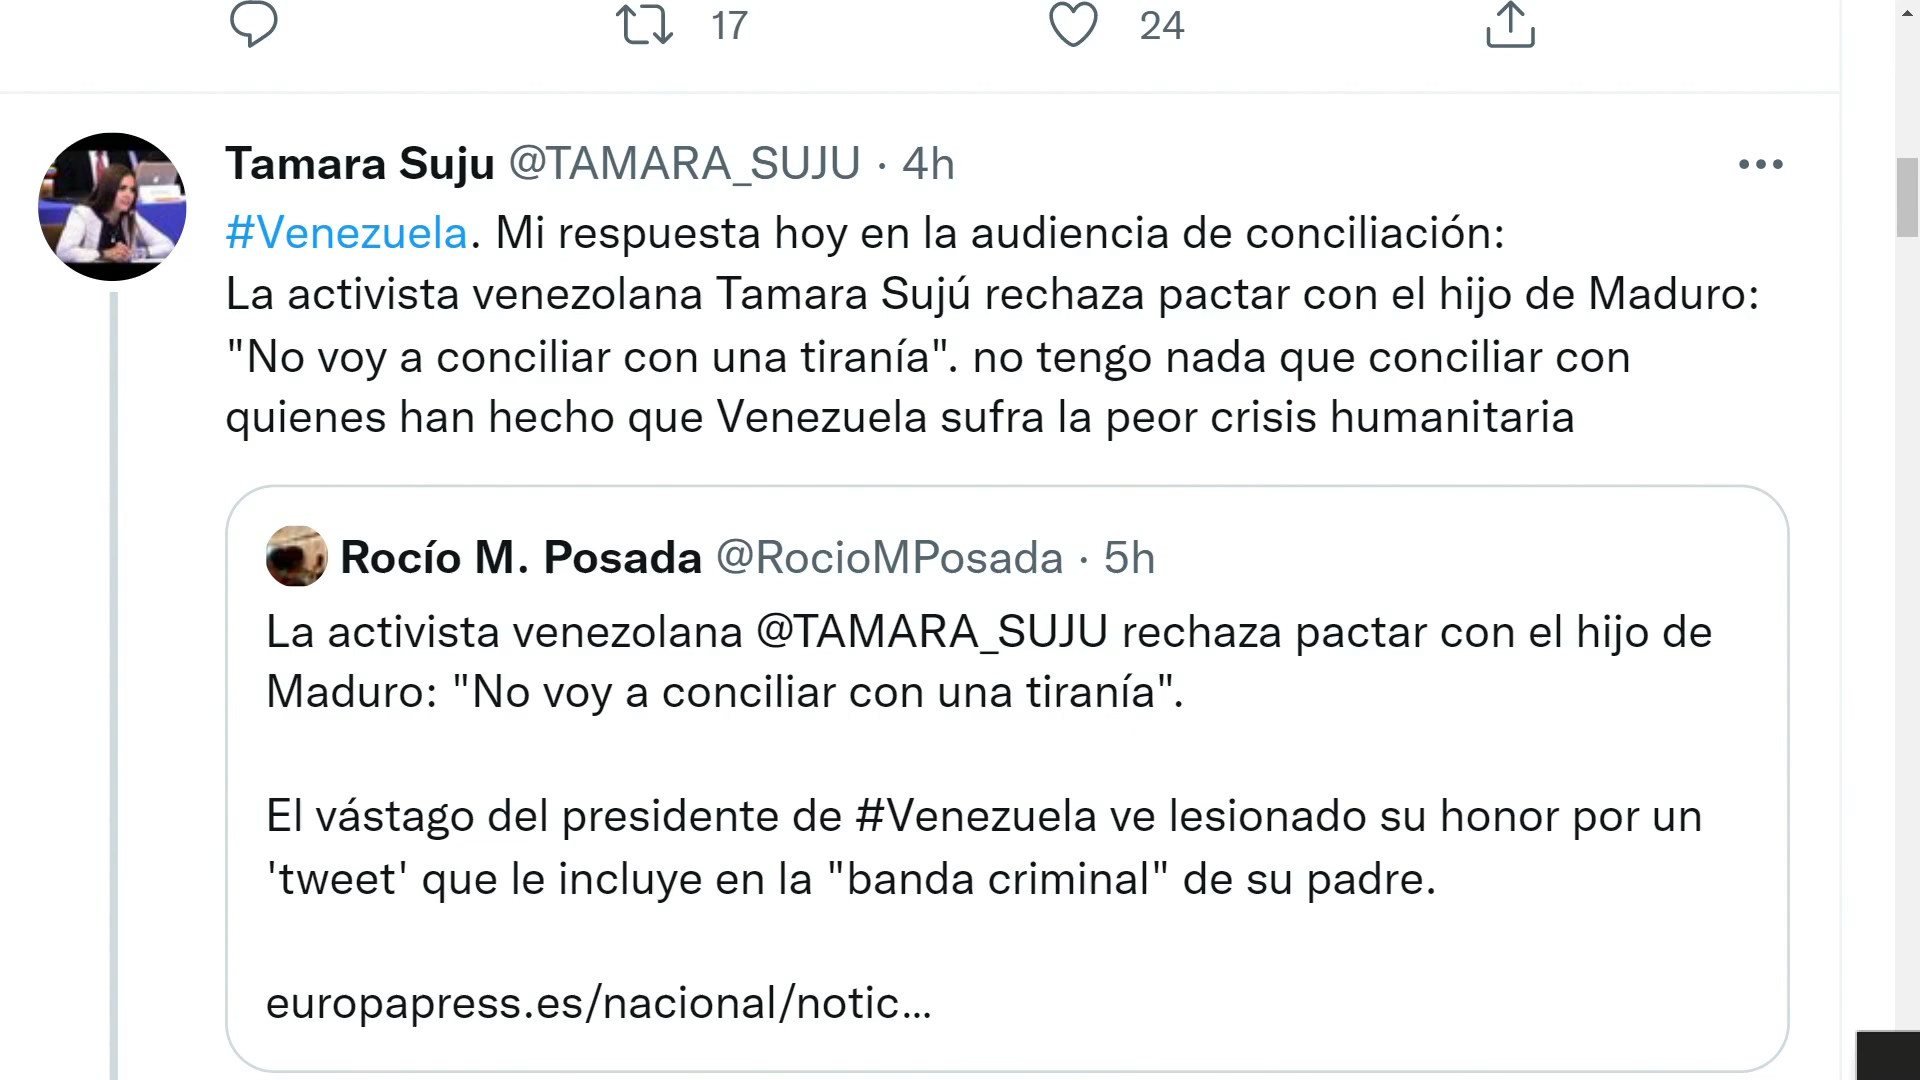 17 24
Tamara Suju @TAMARA_SUJU · 4h
#Venezuela. Mi respuesta hoy en la audiencia de conciliación:
La activista venezolana Tamara Sujú rechaza pactar con el hijo de Maduro:
"No voy a conciliar con una tiranía". no tengo nada que conciliar con
quienes han hecho que Venezuela sufra la peor crisis humanitaria
Rocío M. Posada @RocioMPosada · 5h
La activista venezolana @TAMARA_SUJU rechaza pactar con el hijo de
Maduro: "No voy a conciliar con una tiranía".
El vástago del presidente de #Venezuela ve lesionado su honor por un
'tweet' que le incluye en la "banda criminal" de su padre.
europapress.es/nacional/notic...